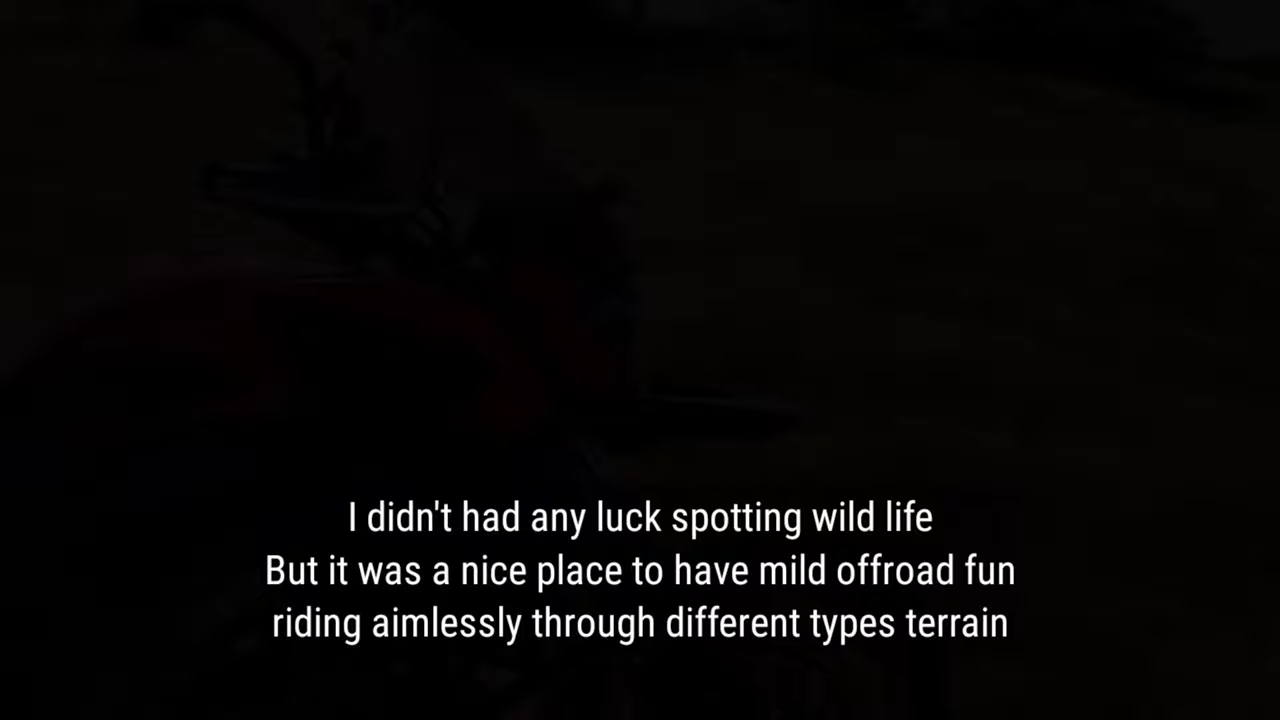 I didn't had any luck spotting wild life
But it was a nice place to have mild offroad fun
riding aimlessly through different types terrain